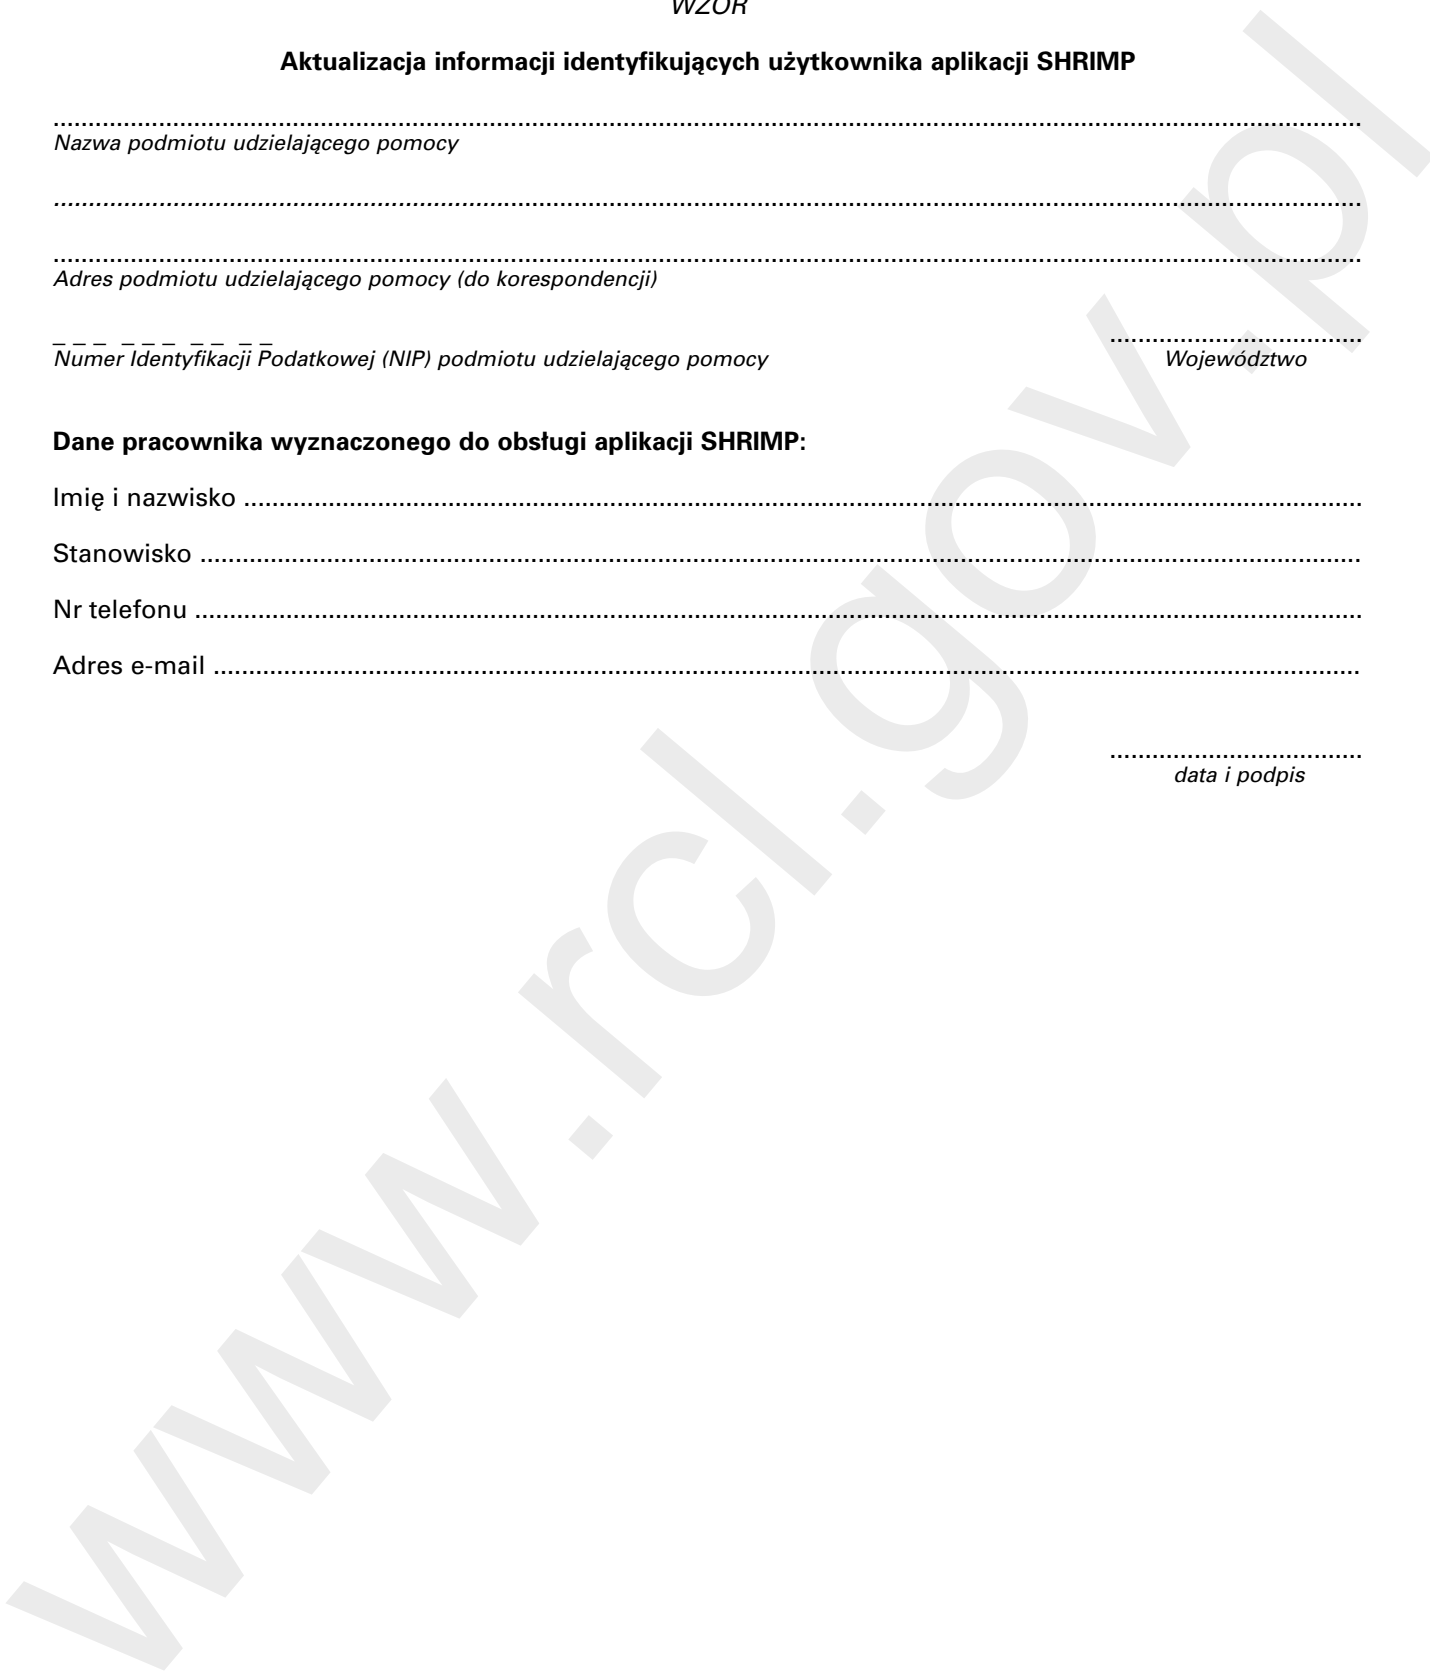 WZÓR
Aktualizacja informacji identyfikujących użytkownika aplikacji SHRIMP
..........................................................................................
Nazwa podmiotu udzielającego pomocy
..........................................................................................
..........................................................................................
Adres podmiotu udzielającego pomocy (do korespondencji)
_ _ _ _ _ _ _ _ _ _ ....................................
Numer Identyfikacji Podatkowej (NIP) podmiotu udzielającego pomocy Województwo
Dane pracownika wyznaczonego do obsługi aplikacji SHRIMP:
Imię i nazwisko ..........................................................................................
Stanowisko ..........................................................................................
Nr telefonu ..........................................................................................
Adres e-mail ..........................................................................................
....................................
data i podpis
www.rcl.gov.pl